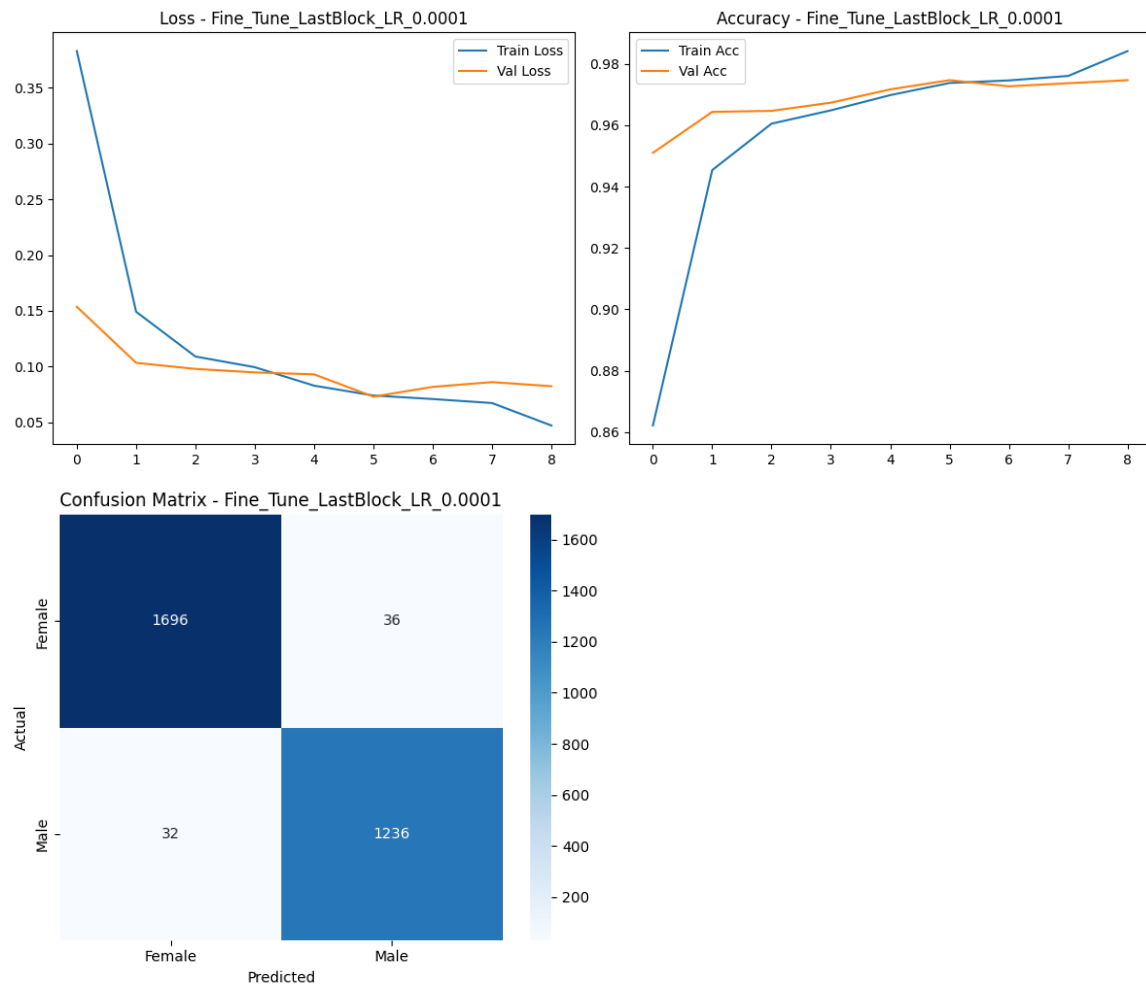 Loss - Fine_Tune_LastBlock_LR_0.0001
Train Loss
Val Loss
0.35
0.30
0.25
0.20
0.15
0.10
0.05
0 1 2 3 4 5 6 7 8
Accuracy - Fine_Tune_LastBlock_LR_0.0001
Train Acc
Val Acc
0.98
0.96
0.94
0.92
0.90
0.88
0.86
0 1 2 3 4 5 6 7 8
Confusion Matrix - Fine_Tune_LastBlock_LR_0.0001
Actual
Female
Male
1696 36
32 1236
Female Male
Predicted
1600
1400
1200
1000
800
600
400
200